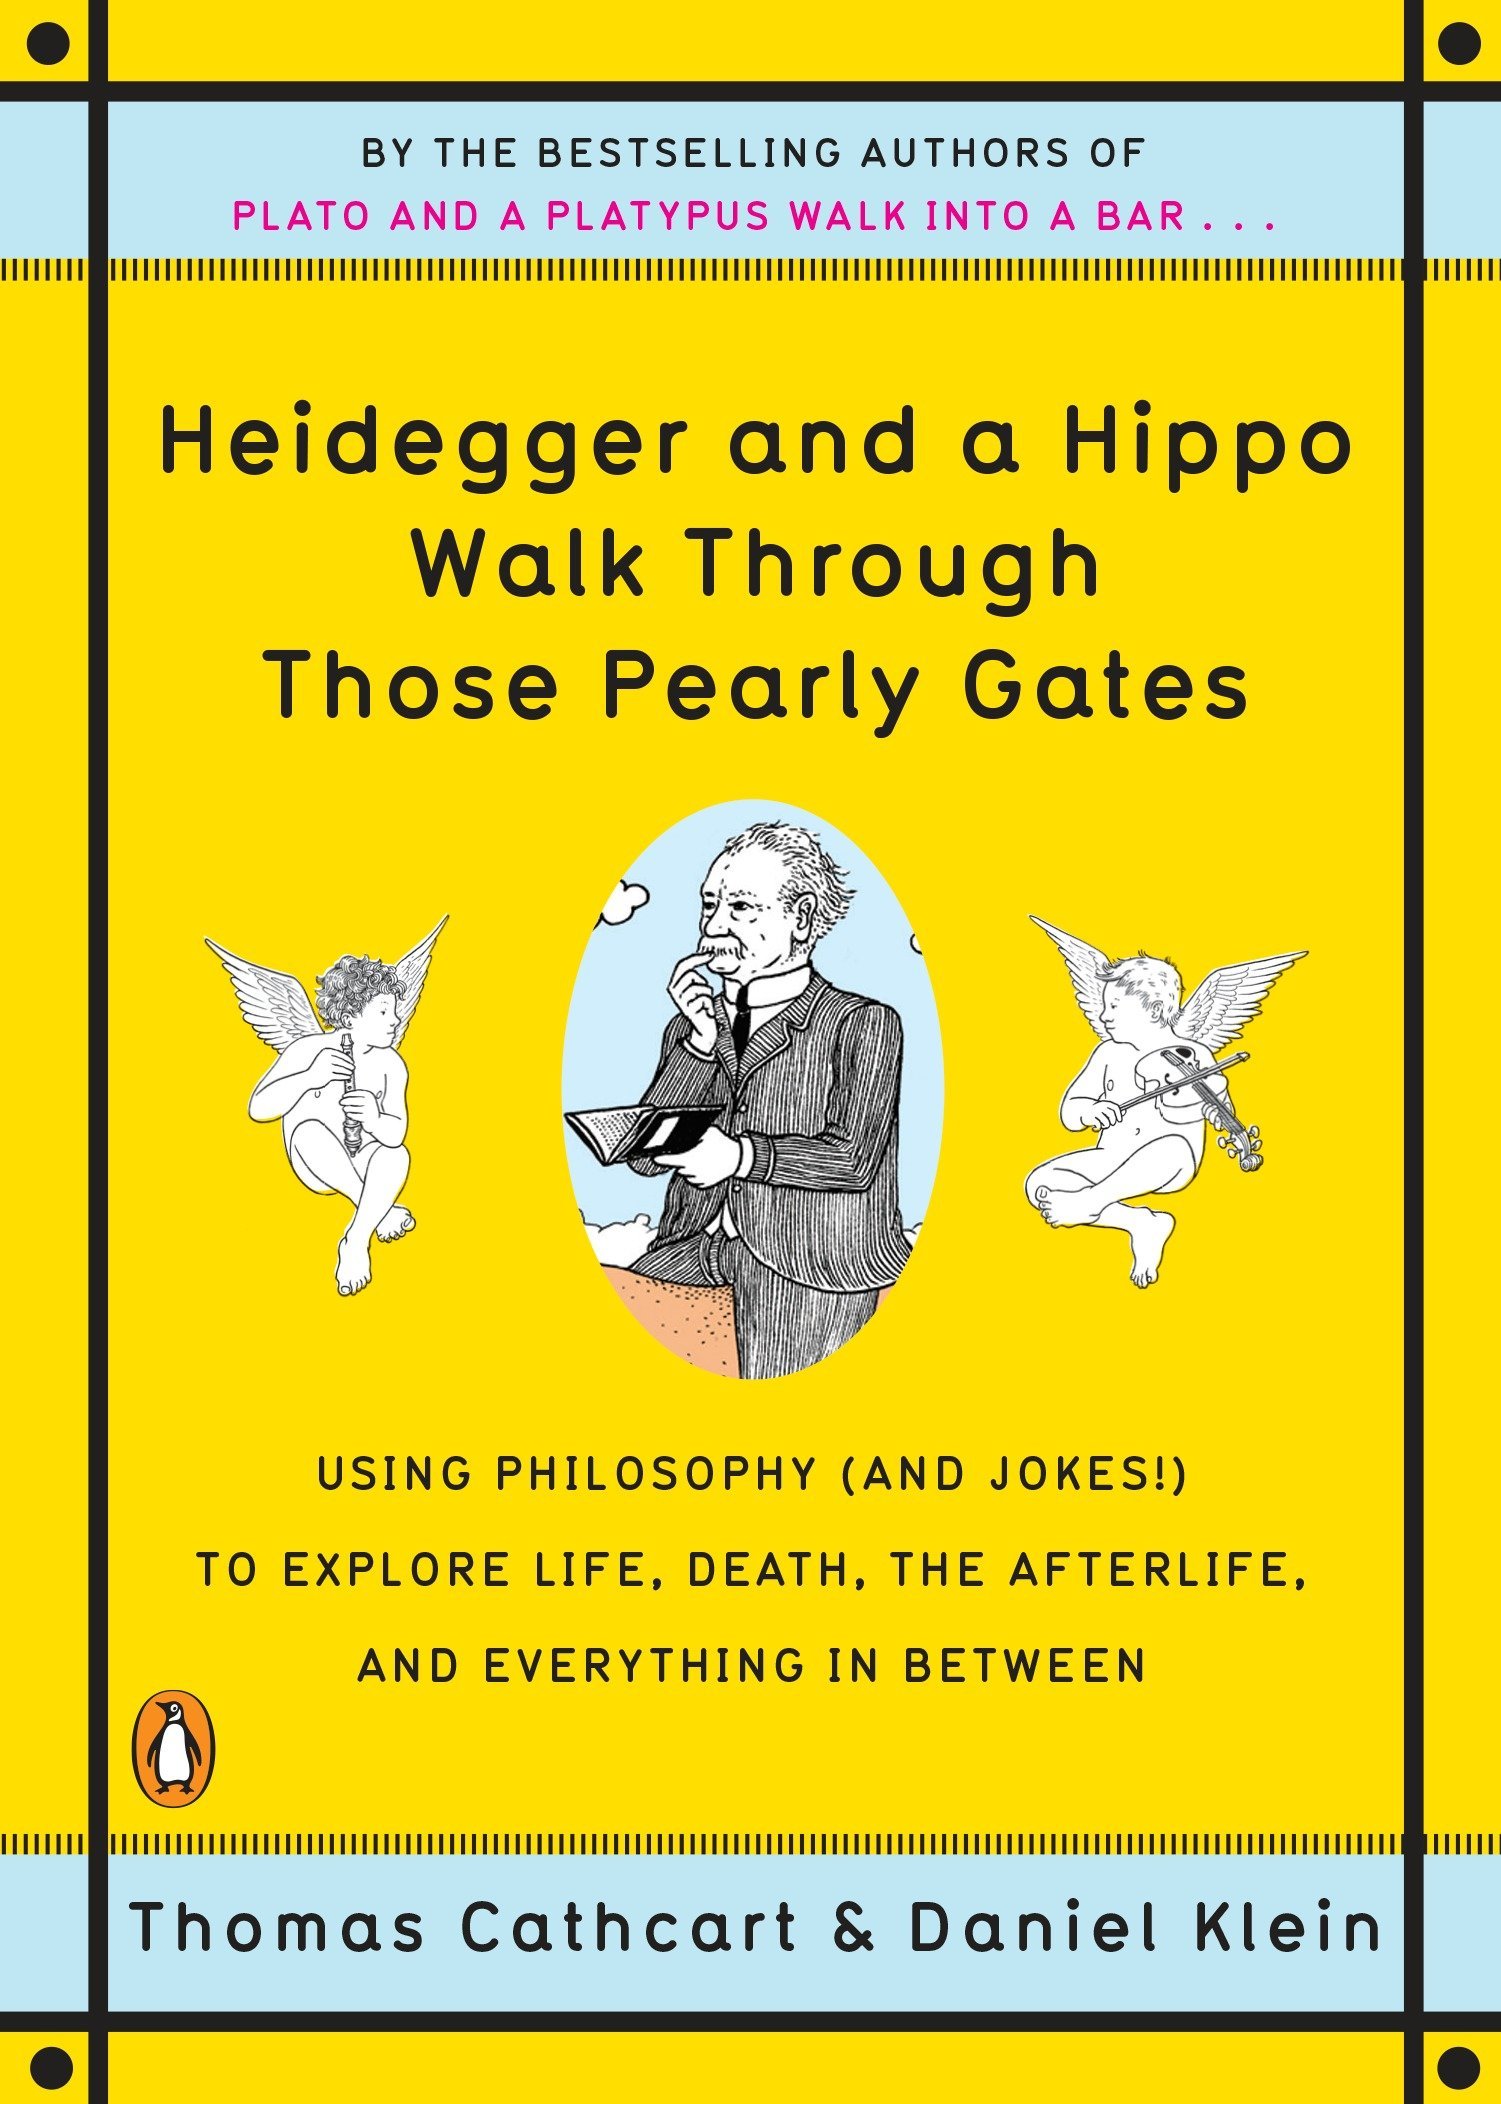 BY THE BESTSELLING AUTHORS OF
PLATO AND A PLATYPUS WALK INTO A BAR . . .
Heidegger and a Hippo
Walk Through
Those Pearly Gates
USING PHILOSOPHY (AND JOKES!)
TO EXPLORE LIFE, DEATH, THE AFTERLIFE,
AND EVERYTHING IN BETWEEN
Thomas Cathcart & Daniel Klein